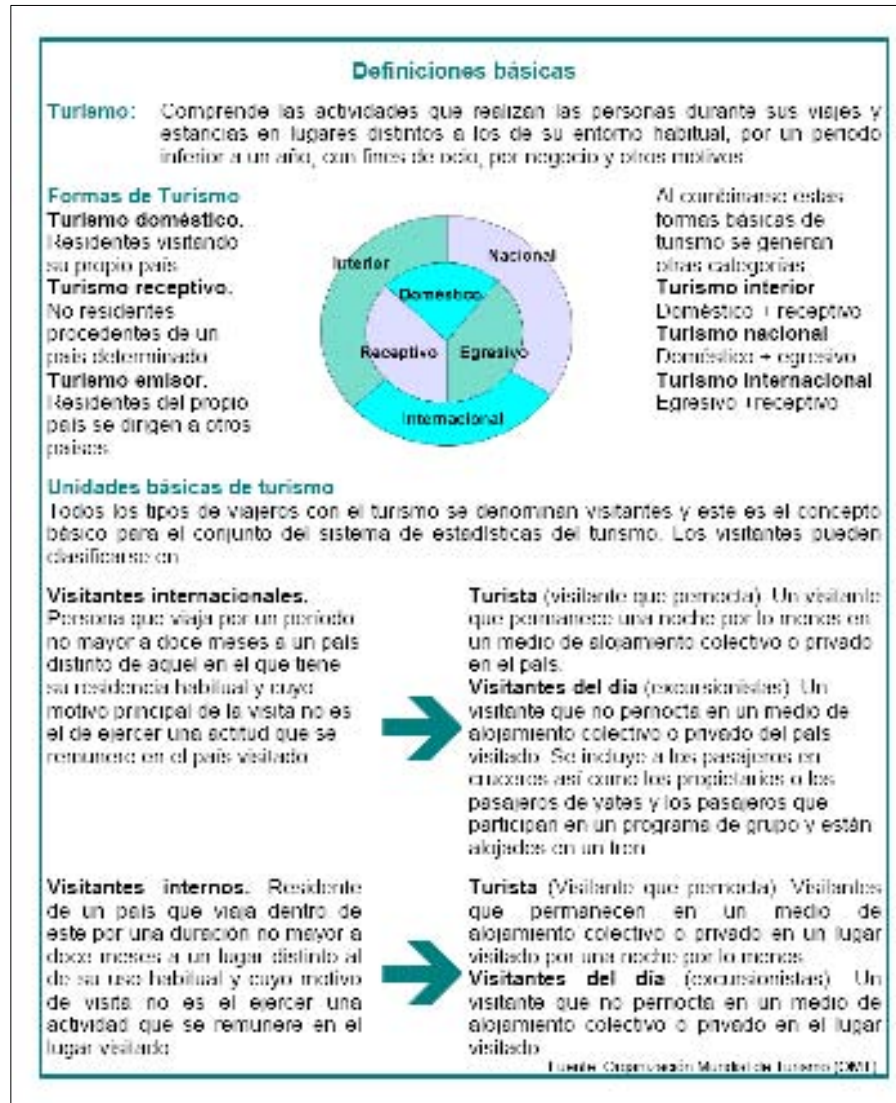 Definiciones básicas
Turismo: Comprende las actividades que realizan las personas durante sus viajes y
estancias en lugares distintos a los de su entorno habitual, por un periodo
inferior a un año, con fines de ocio, por negocio y otros motivos
Formas de Turismo
Turismo doméstico.
Residentes visitando
su propio país
Turismo receptivo.
No residentes
procedentes de un
país determinado
Turismo emisor.
Residentes del propio
país se dirigen a otros
países
Interior
Nacional
Doméstico
Receptivo
Egresivo
Internacional
Al combinarse estas
formas básicas de
turismo se generan
otras categorías
Turismo interior
Doméstico + receptivo
Turismo nacional
Doméstico + egresivo
Turismo internacional
Egresivo +receptivo
Unidades básicas de turismo
Todos los tipos de viajeros con el turismo se denominan visitantes y este es el concepto
básico para el conjunto del sistema de estadísticas del turismo. Los visitantes pueden
clasificarse en
Visitantes internacionales.
Persona que viaja por un periodo
no mayor a doce meses a un país
distinto de aquel en el que tiene
su residencia habitual y cuyo
motivo principal de la visita no es
el de ejercer una actitud que se
remunere en el país visitado
Turista (visitante que pernocta) Un visitante
que permanece una noche por lo menos en
un medio de alojamiento colectivo o privado
en el país.
Visitantes del día (excursionistas) Un
visitante que no pernocta en un medio de
alojamiento colectivo o privado del país
visitado. Se incluye a los pasajeros en
cruceros así como los propietarios o los
pasajeros de yates y los pasajeros que
participan en un programa de grupo y están
alojados en un tren
Visitantes internos. Residente
de un país que viaja dentro de
este por una duración no mayor a
doce meses a un lugar distinto al
de su uso habitual y cuyo motivo
de visita no es el ejercer una
actividad que se remunere en el
lugar visitado
Turista (Visitante que pernocta) Visitantes
que permanecen en un medio de
alojamiento colectivo o privado en un lugar
visitado por una noche por lo menos
Visitantes del día (excursionistas) Un
visitante que no pernocta en un medio de
alojamiento colectivo o privado en el lugar
visitado
Fuente: Organización Mundial de Turismo (OMT)